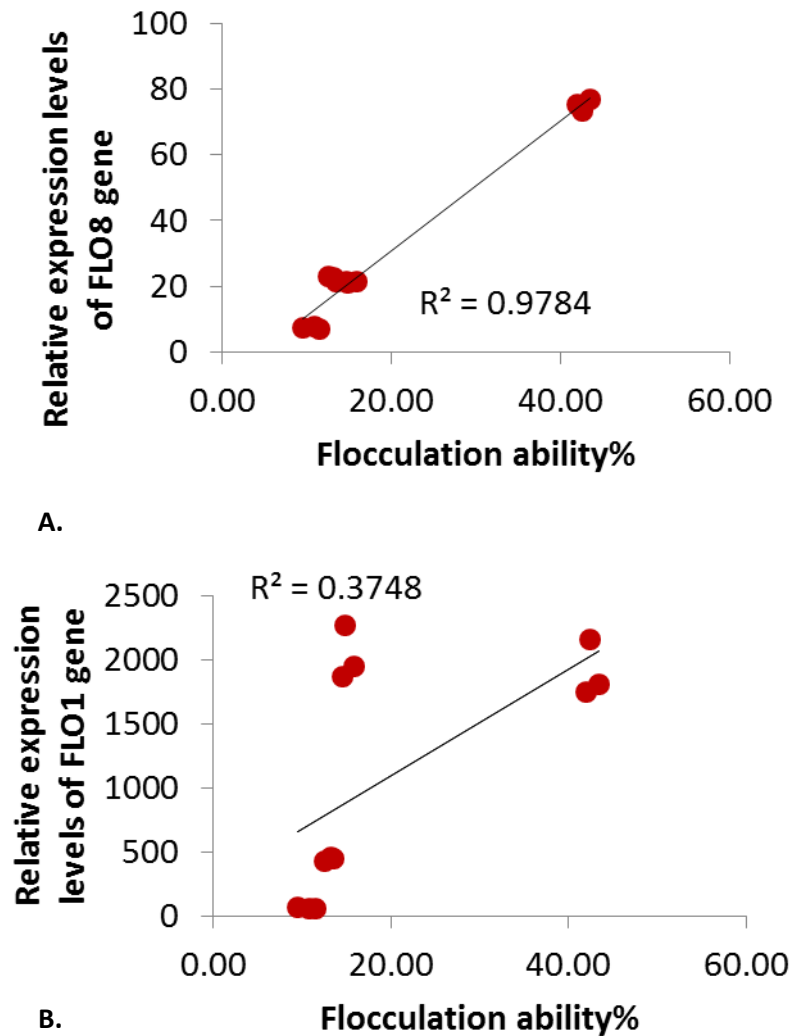 Relative expression levels
of FLO8 gene
100
80
60
40
20
0
R² = 0.9784
0.00 20.00 40.00 60.00
Flocculation ability%
A.
Relative expression
levels of FLO1 gene
R² = 0.3748
2500
2000
1500
1000
500
0
0.00 20.00 40.00 60.00
Flocculation ability%
B.